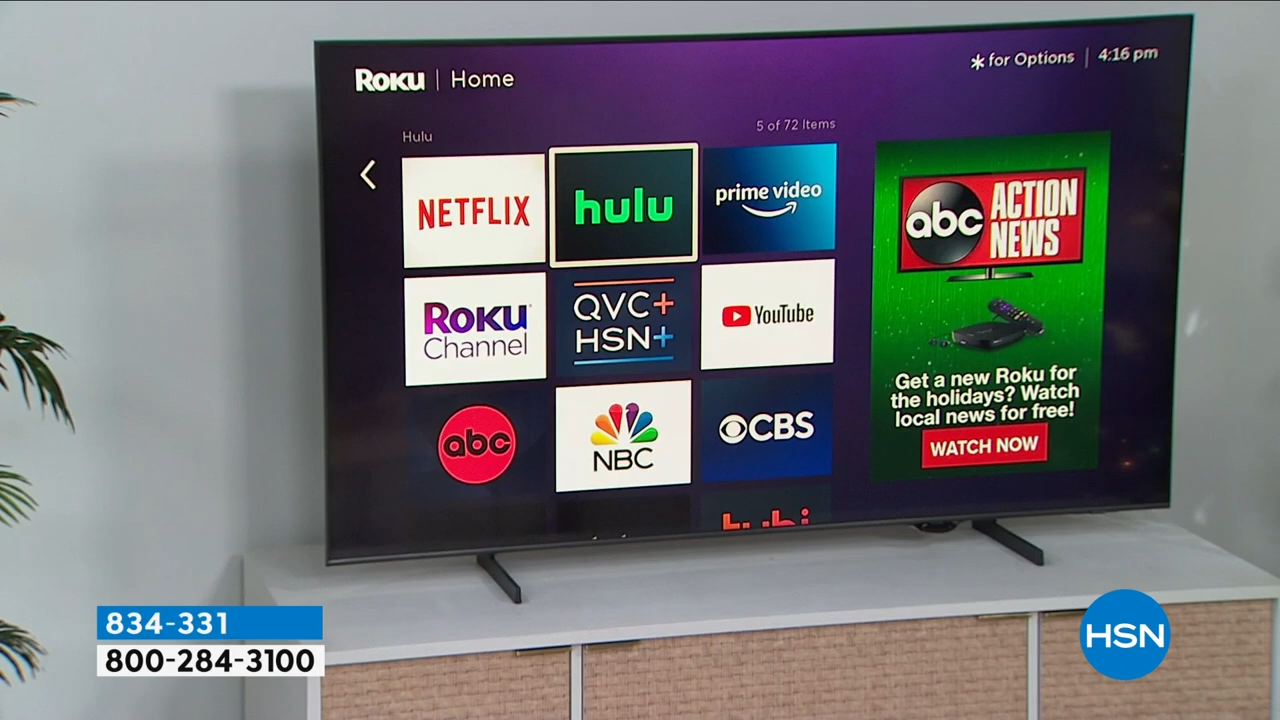 Roku | Home
* for Options | 4:16 pm
Hulu
5 of 72 Items
NETFLIX
hulu
prime video
Roku Channel
QVC+
HSN+
YouTube
abc
NBC
CBS
tubi
abc
ACTION
NEWS
Get a new Roku for
the holidays? Watch
local news for free!
WATCH NOW
834-331
800-284-3100
HSN